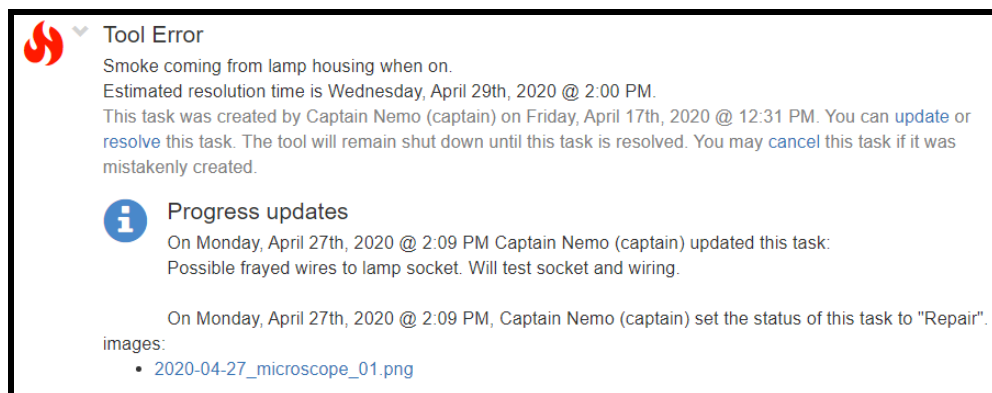 Tool Error
Smoke coming from lamp housing when on.
Estimated resolution time is Wednesday, April 29th, 2020 @ 2:00 PM.
This task was created by Captain Nemo (captain) on Friday, April 17th, 2020 @ 12:31 PM. You can update or
resolve this task. The tool will remain shut down until this task is resolved. You may cancel this task if it was
mistakenly created.
Progress updates
On Monday, April 27th, 2020 @ 2:09 PM Captain Nemo (captain) updated this task:
Possible frayed wires to lamp socket. Will test socket and wiring.
On Monday, April 27th, 2020 @ 2:09 PM, Captain Nemo (captain) set the status of this task to "Repair".
images:
• 2020-04-27_microscope_01.png